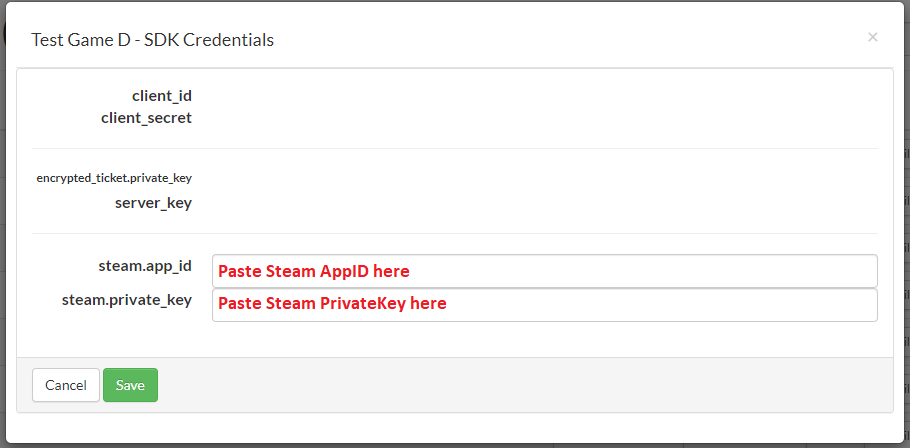 Test Game D - SDK Credentials ×
client_id
client_secret
encrypted_ticket.private_key
server_key
steam.app_id Paste Steam AppID here
steam.private_key Paste Steam PrivateKey here
Cancel Save